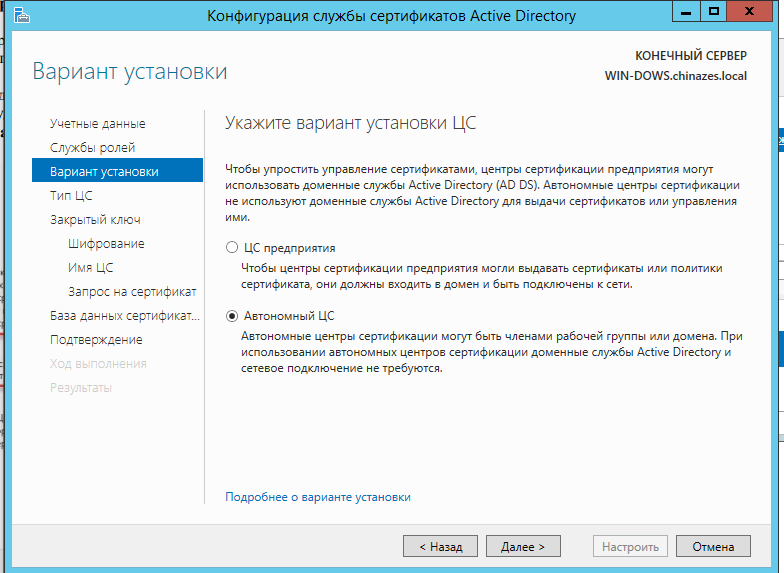 Конфигурация службы сертификатов Active Directory
Вариант установки
КОНЕЧНЫЙ СЕРВЕР
WIN-DOWS.chinazes.local
Учетные данные
Службы ролей
Вариант установки
Тип ЦС
Закрытый ключ
Шифрование
Имя ЦС
Запрос на сертификат
База данных сертификат...
Подтверждение
Ход выполнения
Результаты
Укажите вариант установки ЦС
Чтобы упростить управление сертификатами, центры сертификации предприятия могут
использовать доменные службы Active Directory (AD DS). Автономные центры сертификации
не используют доменные службы Active Directory для выдачи сертификатов или управления
ими.
ЦС предприятия
Чтобы центры сертификации предприятия могли выдавать сертификаты или политики
сертификата, они должны входить в домен и быть подключены к сети.
Автономный ЦС
Автономные центры сертификации могут быть членами рабочей группы или домена. При
использовании автономных центров сертификации доменные службы Active Directory и
сетевое подключение не требуются.
Подробнее о варианте установки
< Назад
Далее >
Настроить
Отмена